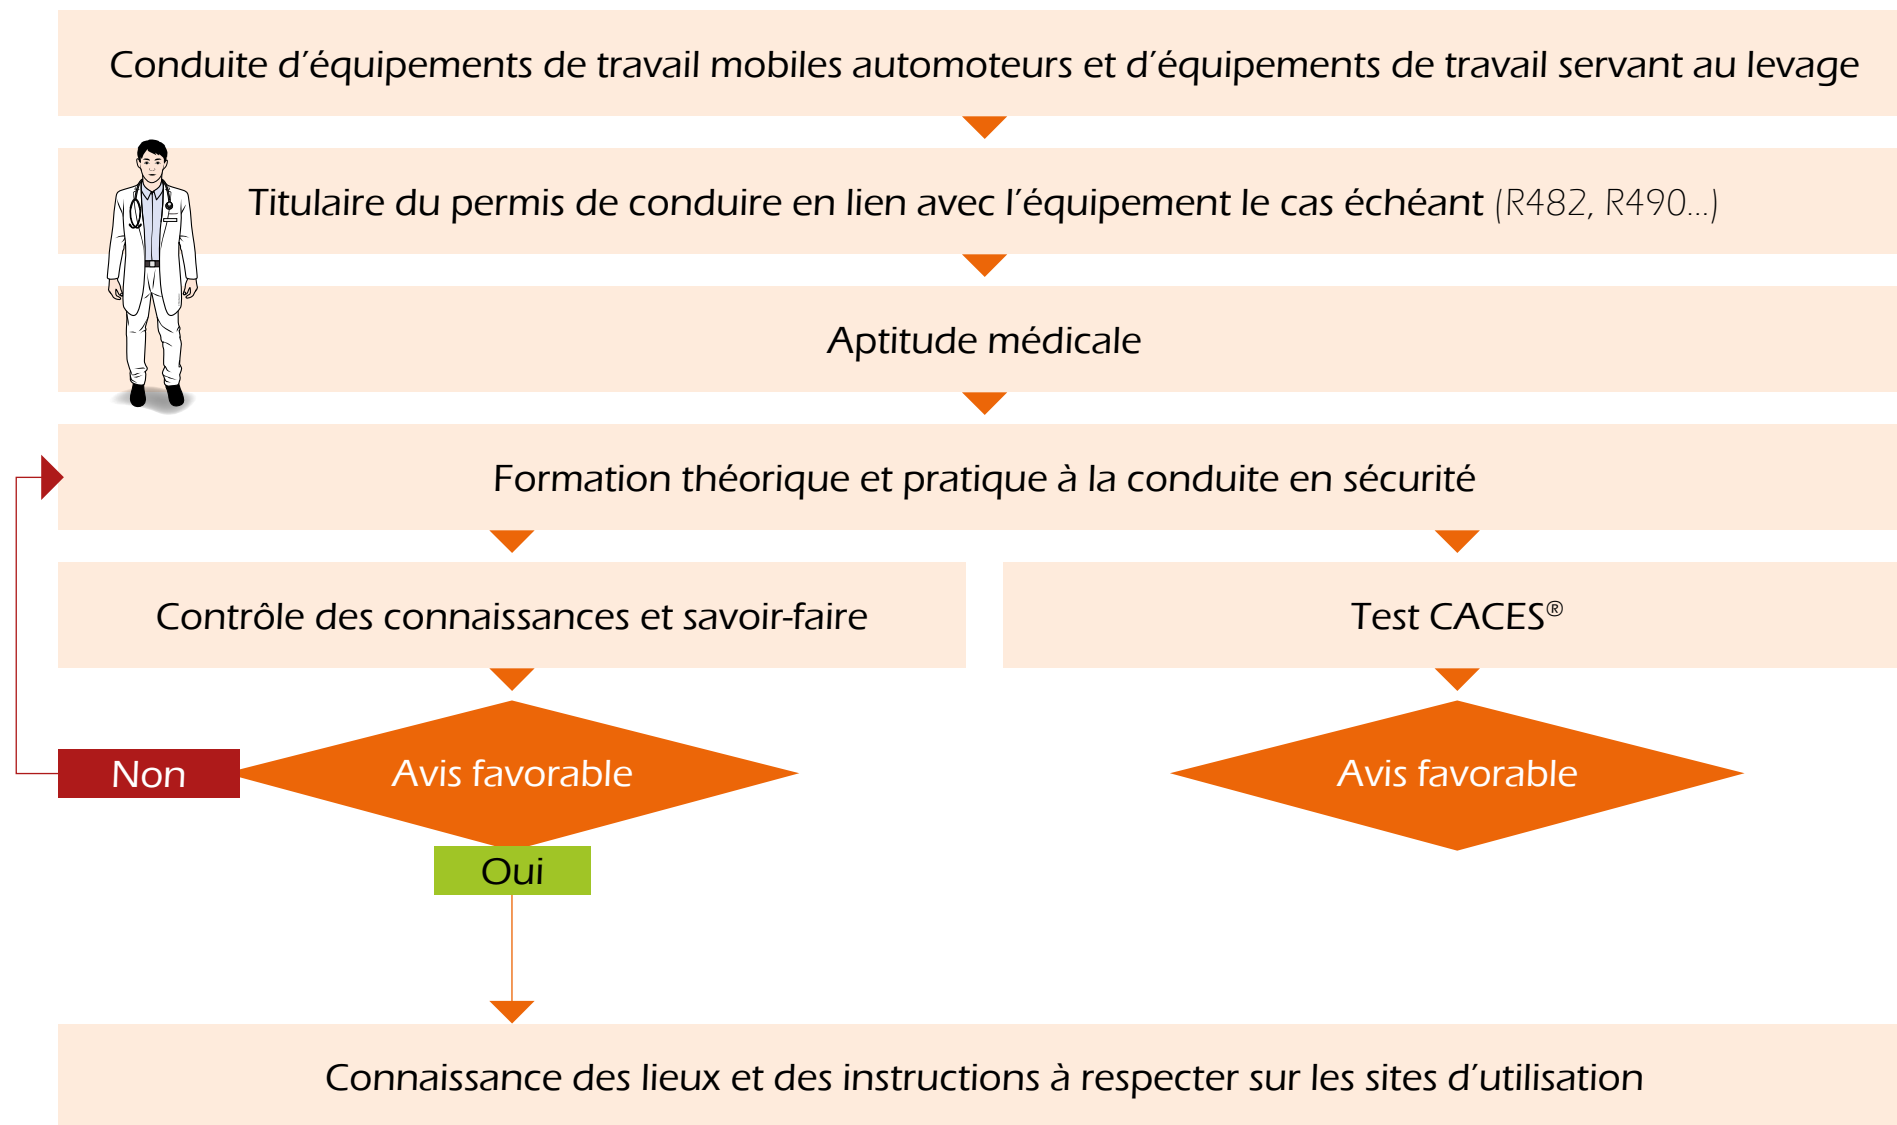 Conduite d’équipements de travail mobiles automoteurs et d’équipements de travail servant au levage
Titulaire du permis de conduire en lien avec l’équipement le cas échéant (R482, R490...)
Aptitude médicale
Formation théorique et pratique à la conduite en sécurité
Contrôle des connaissances et savoir-faire
Test CACES®
Non
Avis favorable
Avis favorable
Oui
Connaissance des lieux et des instructions à respecter sur les sites d’utilisation